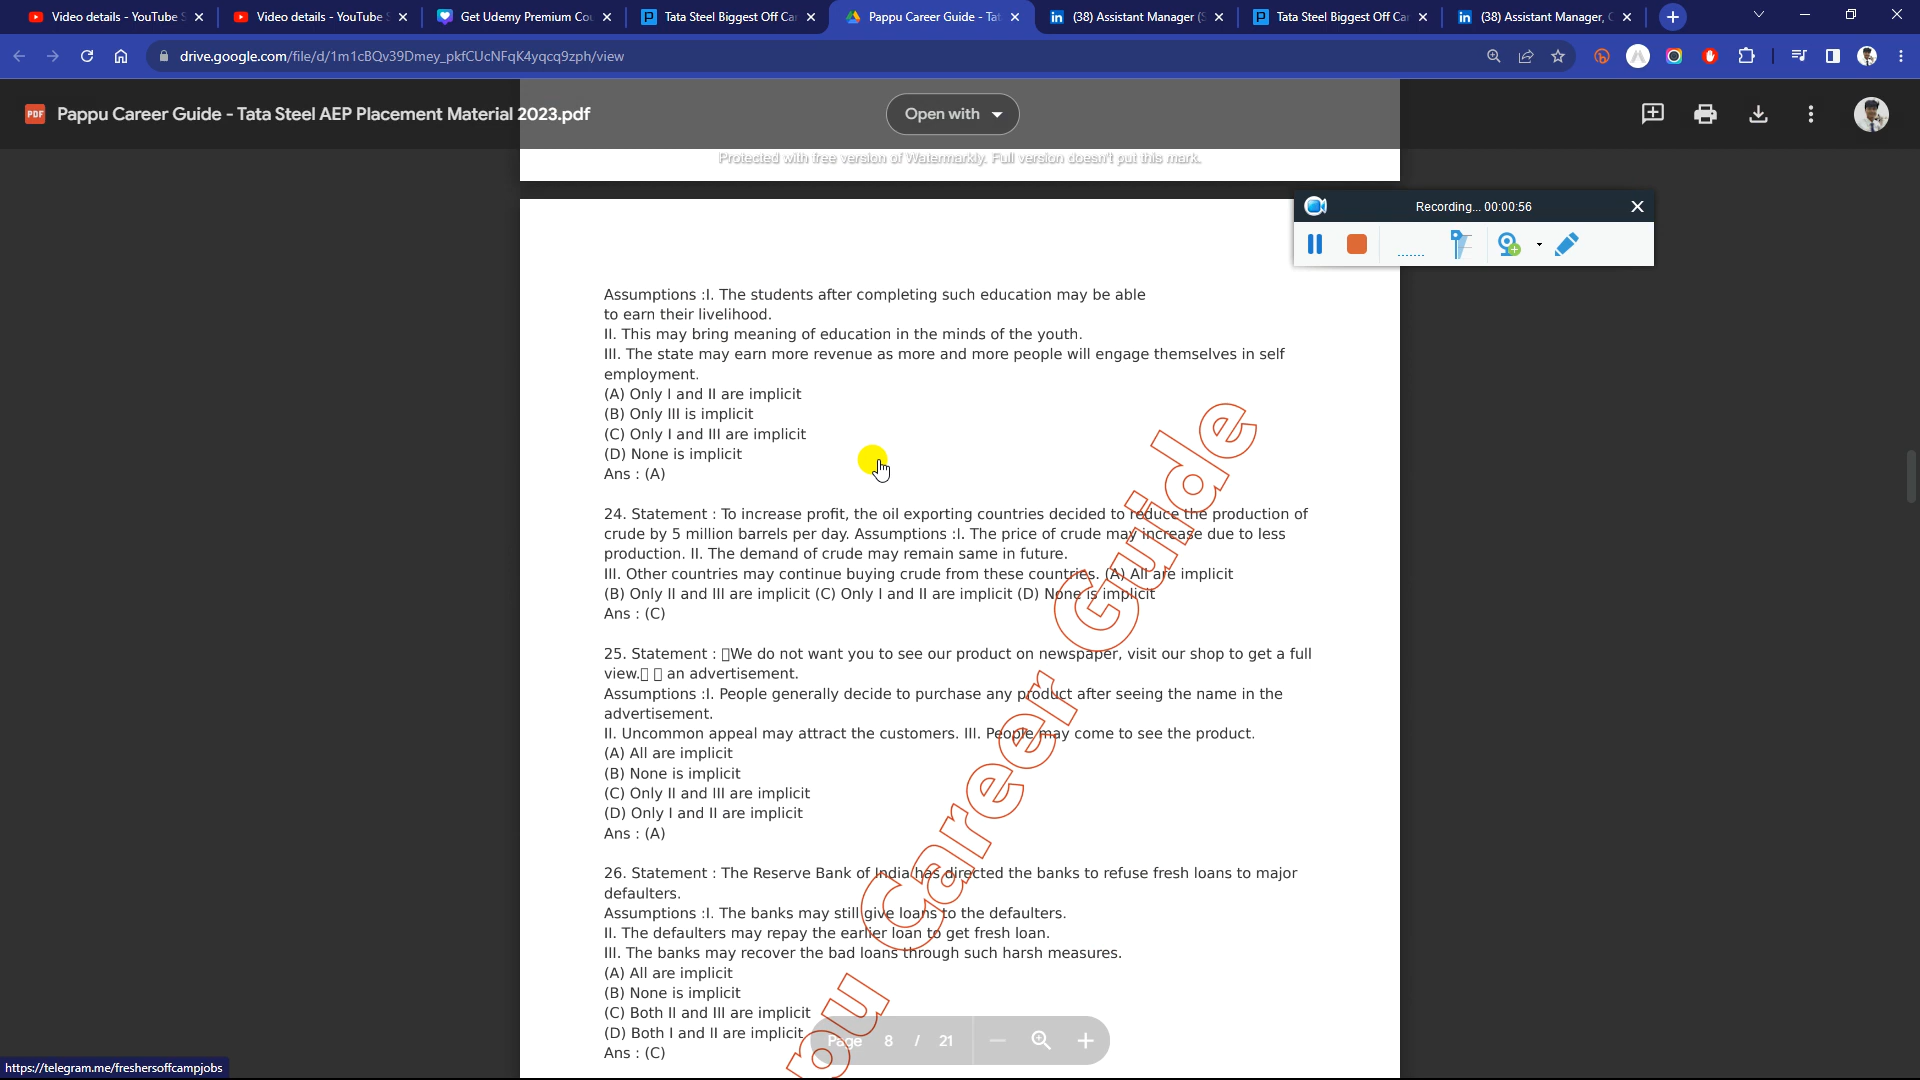 Video details - YouTube S
Video details - YouTube S
Get Udemy Premium Cou
Tata Steel Biggest Off Car
Pappu Career Guide - Tat
(38) Assistant Manager (S
Tata Steel Biggest Off Car
(38) Assistant Manager, C
drive.google.com/file/d/1m1cBQv39Dmey_pkfCUcNFqK4yqcq9zph/view
PDF
Pappu Career Guide - Tata Steel AEP Placement Material 2023.pdf
Open with
Protected with free version of Watermarkly. Full version doesn't put this mark.
Recording... 00:00:56
Assumptions :I. The students after completing such education may be able
to earn their livelihood.
II. This may bring meaning of education in the minds of the youth.
III. The state may earn more revenue as more and more people will engage themselves in self
employment.
(A) Only I and II are implicit
(B) Only III is implicit
(C) Only I and III are implicit
(D) None is implicit
Ans : (A)
24. Statement : To increase profit, the oil exporting countries decided to reduce the production of
crude by 5 million barrels per day. Assumptions :I. The price of crude may increase due to less
production. II. The demand of crude may remain same in future.
III. Other countries may continue buying crude from these countries. (A) All are implicit
(B) Only II and III are implicit (C) Only I and II are implicit (D) None is implicit
Ans : (C)
25. Statement : We do not want you to see our product on newspaper, visit our shop to get a full
view. an advertisement.
Assumptions :I. People generally decide to purchase any product after seeing the name in the
advertisement.
II. Uncommon appeal may attract the customers. III. People may come to see the product.
(A) All are implicit
(B) None is implicit
(C) Only II and III are implicit
(D) Only I and II are implicit
Ans : (A)
26. Statement : The Reserve Bank of India has directed the banks to refuse fresh loans to major
defaulters.
Assumptions :I. The banks may still give loans to the defaulters.
II. The defaulters may repay the earlier loan to get fresh loan.
III. The banks may recover the bad loans through such harsh measures.
(A) All are implicit
(B) None is implicit
(C) Both II and III are implicit
(D) Both I and II are implicit
Ans : (C)
pu Career Guide
Page 8 / 21
https://telegram.me/freshersoffcampjobs